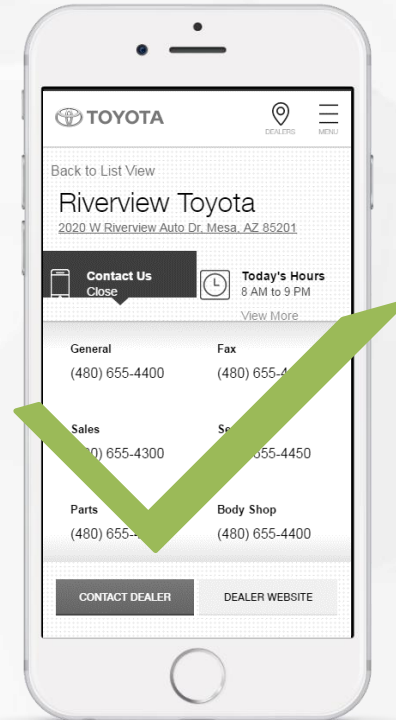 TOYOTA
DEALERS
MENU
Back to List View
Riverview Toyota
2020 W Riverview Auto Dr, Mesa, AZ 85201
Contact Us
Close
Today's Hours
8 AM to 9 PM
View More
General
Fax
(480) 655-4400
(480)
Sales
655-4300
655-4450
Parts
Body Shop
(480)
(480) 655-4400
CONTACT DEALER
DEALER WEBSITE